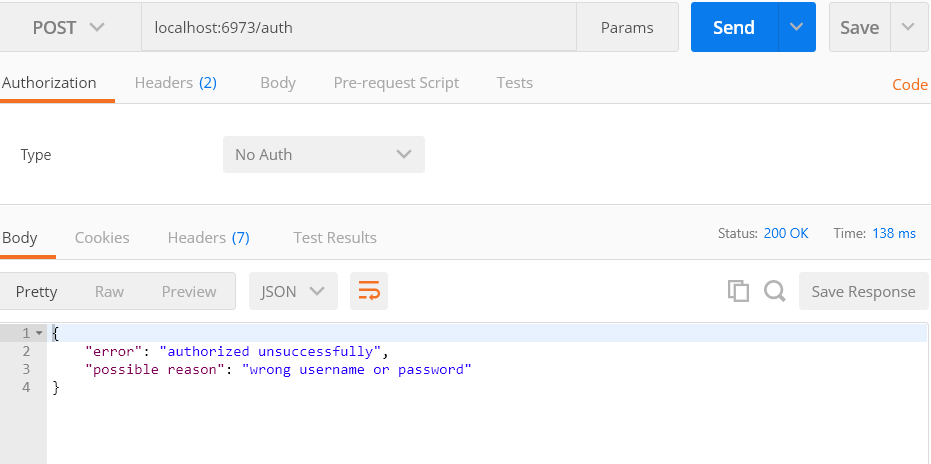 POST localhost:6973/auth Params Send Save
Authorization Headers (2) Body Pre-request Script Tests Code
Type No Auth
Body Cookies Headers (7) Test Results Status: 200 OK Time: 138 ms
Pretty Raw Preview JSON Save Response
1 {
2 "error": "authorized unsuccessfully",
3 "possible reason": "wrong username or password"
4 }